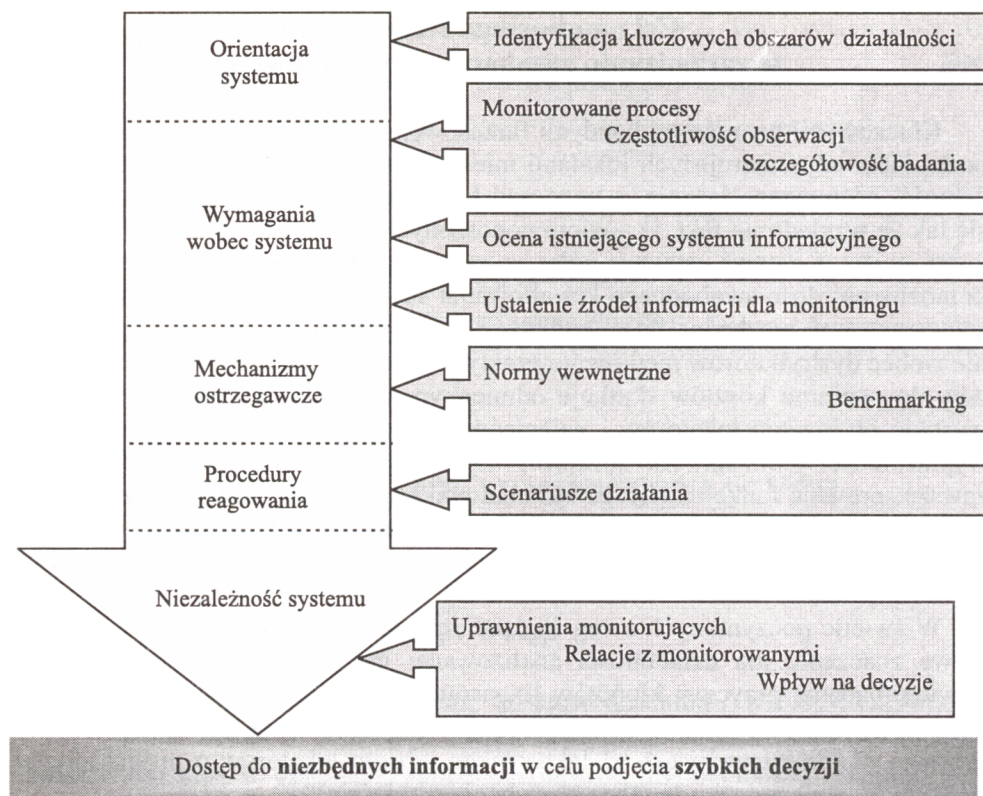 Orientacja
systemu
Identyfikacja kluczowych obszarów działalności
Monitorowane procesy
Częstotliwość obserwacji
Szczegółowość badania
Wymagania
wobec systemu
Ocena istniejącego systemu informacyjnego
Ustalenie źródeł informacji dla monitoringu
Mechanizmy
ostrzegawcze
Normy wewnętrzne
Benchmarking
Procedury
reagowania
Scenariusze działania
Niezależność systemu
Uprawnienia monitorujących
Relacje z monitorowanymi
Wpływ na decyzje
Dostęp do niezbędnych informacji w celu podjęcia szybkich decyzji